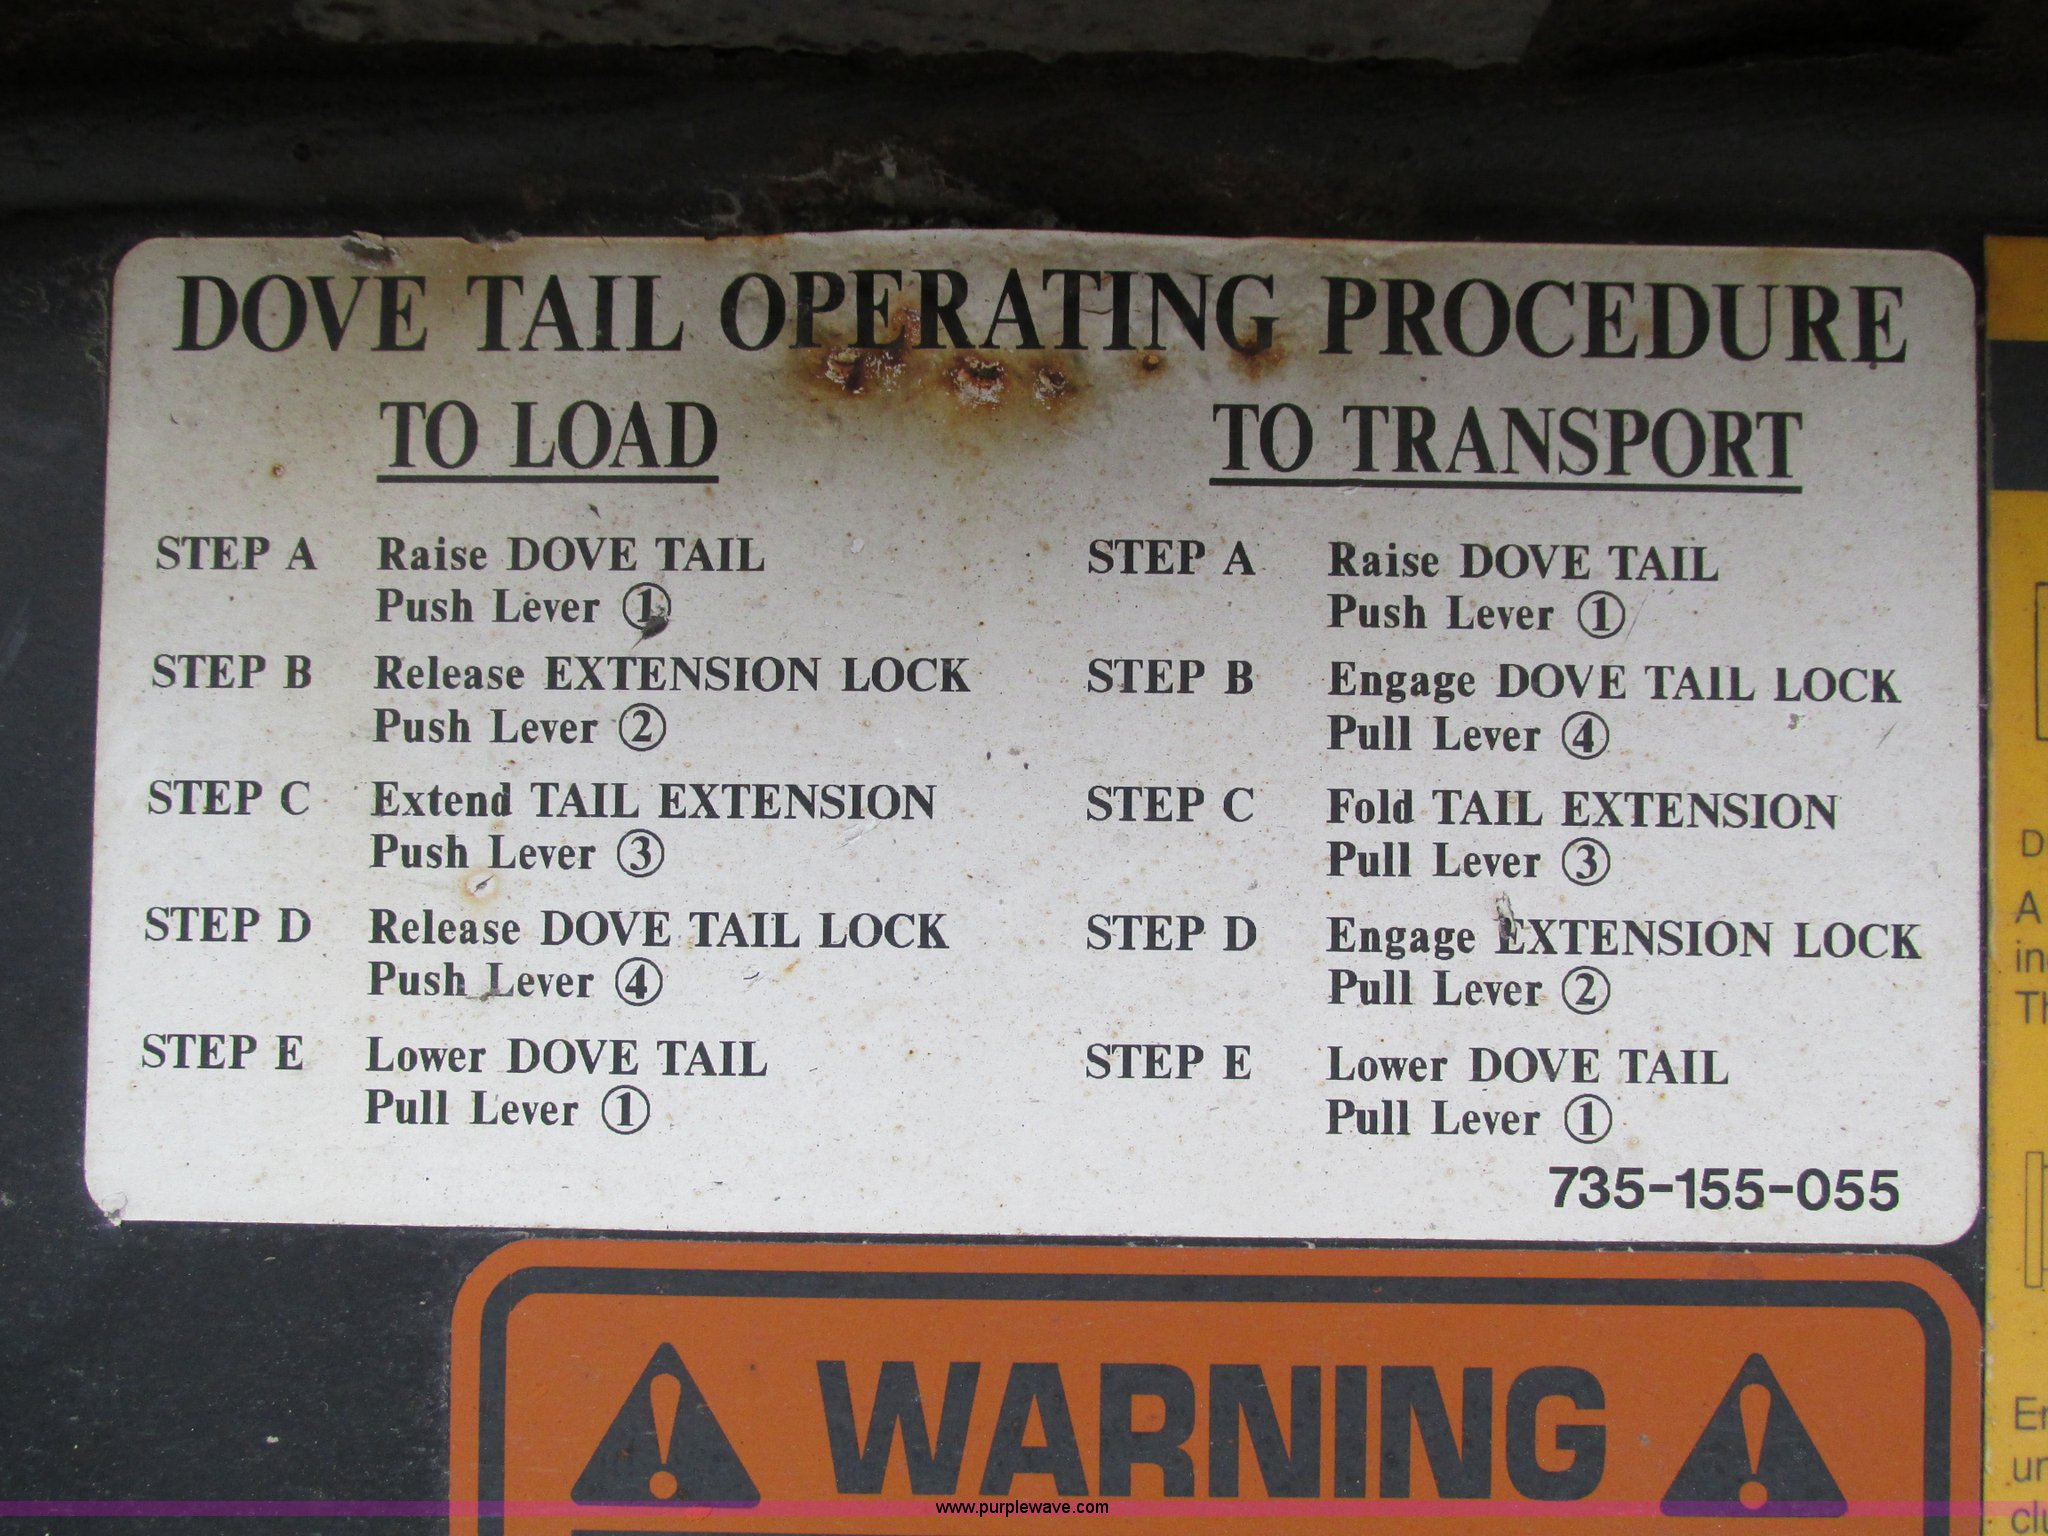 DOVE TAIL OPERATING PROCEDURE
TO LOAD
STEP A Raise DOVE TAIL
Push Lever ①
STEP B Release EXTENSION LOCK
Push Lever ②
STEP C Extend TAIL EXTENSION
Push Lever ③
STEP D Release DOVE TAIL LOCK
Push Lever ④
STEP E Lower DOVE TAIL
Pull Lever ①
TO TRANSPORT
STEP A Raise DOVE TAIL
Push Lever ①
STEP B Engage DOVE TAIL LOCK
Pull Lever ④
STEP C Fold TAIL EXTENSION
Pull Lever ③
STEP D Engage EXTENSION LOCK
Pull Lever ②
STEP E Lower DOVE TAIL
Pull Lever ①
735-155-055
WARNING
www.purplewave.com
A